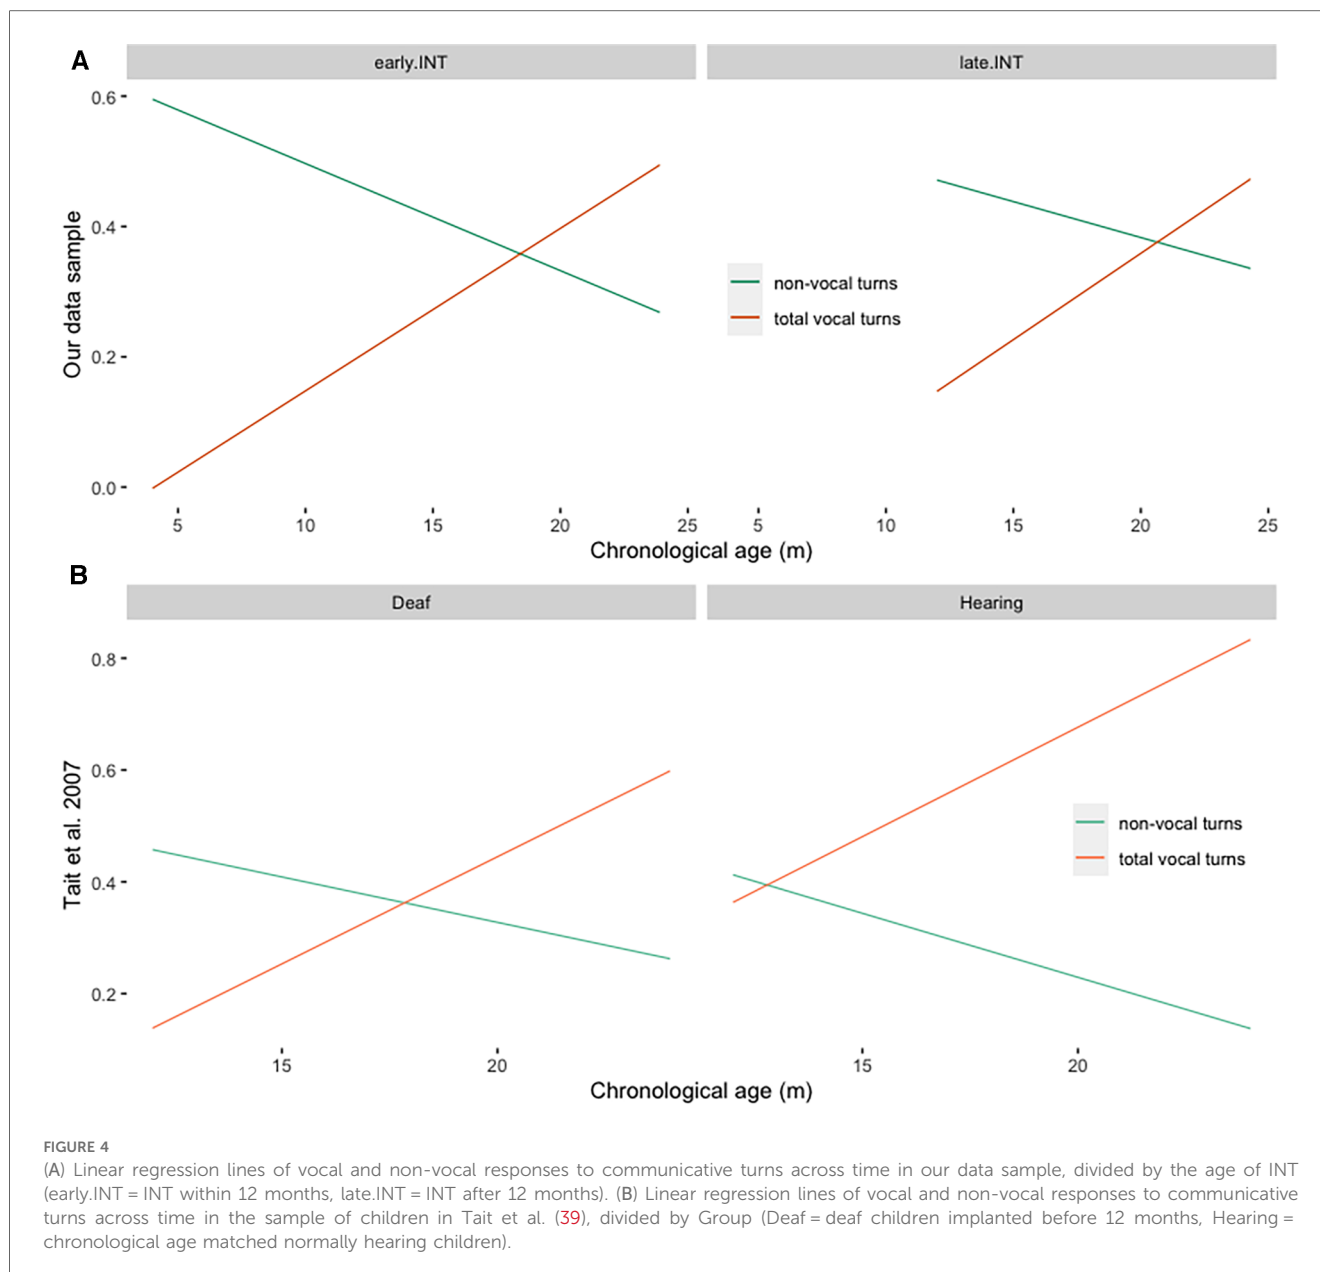 A
early.INT
late.INT
0.6
0.4
0.2
0.0
Our data sample
non-vocal turns
total vocal turns
5 10 15 20 25 5 10 15 20 25
Chronological age (m)
B
Deaf
Hearing
0.8
0.6
0.4
0.2
Tait et al. 2007
non-vocal turns
total vocal turns
15 20 15 20
Chronological age (m)
FIGURE 4
(A) Linear regression lines of vocal and non-vocal responses to communicative turns across time in our data sample, divided by the age of INT
(early.INT = INT within 12 months, late.INT = INT after 12 months). (B) Linear regression lines of vocal and non-vocal responses to communicative
turns across time in the sample of children in Tait et al. (39), divided by Group (Deaf = deaf children implanted before 12 months, Hearing =
chronological age matched normally hearing children).